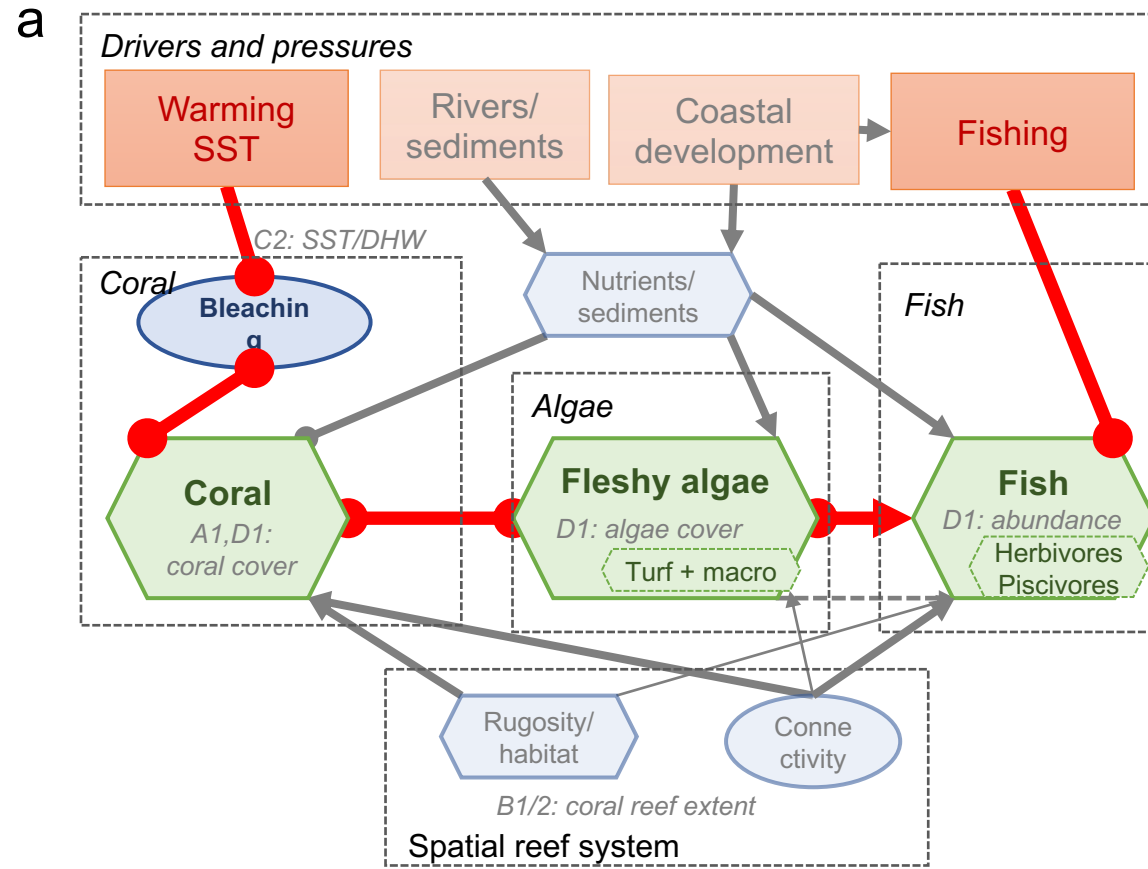 a
Drivers and pressures
Warming
SST
Rivers/
sediments
Coastal
development
Fishing
C2: SST/DHW
Coral
Bleachin
g
Nutrients/
sediments
Fish
Algae
Coral
A1,D1:
coral cover
Fleshy algae
D1: algae cover
Turf + macro
Fish
D1: abundance
Herbivores
Piscivores
Rugosity/
habitat
Conne
ctivity
B1/2: coral reef extent
Spatial reef system